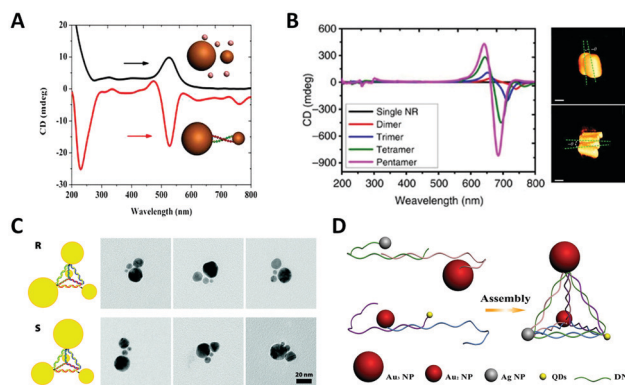 A
CD (mdeg)
20
10
0
-10
-20
-30
200 300 400 500 600 700 800
Wavelength (nm)
B
CD (mdeg)
600
300
0
-300
-600
-900
Single NR
Dimer
Trimer
Tetramer
Pentamer
200 300 400 500 600 700 800
Wavelength (nm)
C
R
S
20 nm
D
Assembly
Au NP
Au NP
Ag NP
QDs